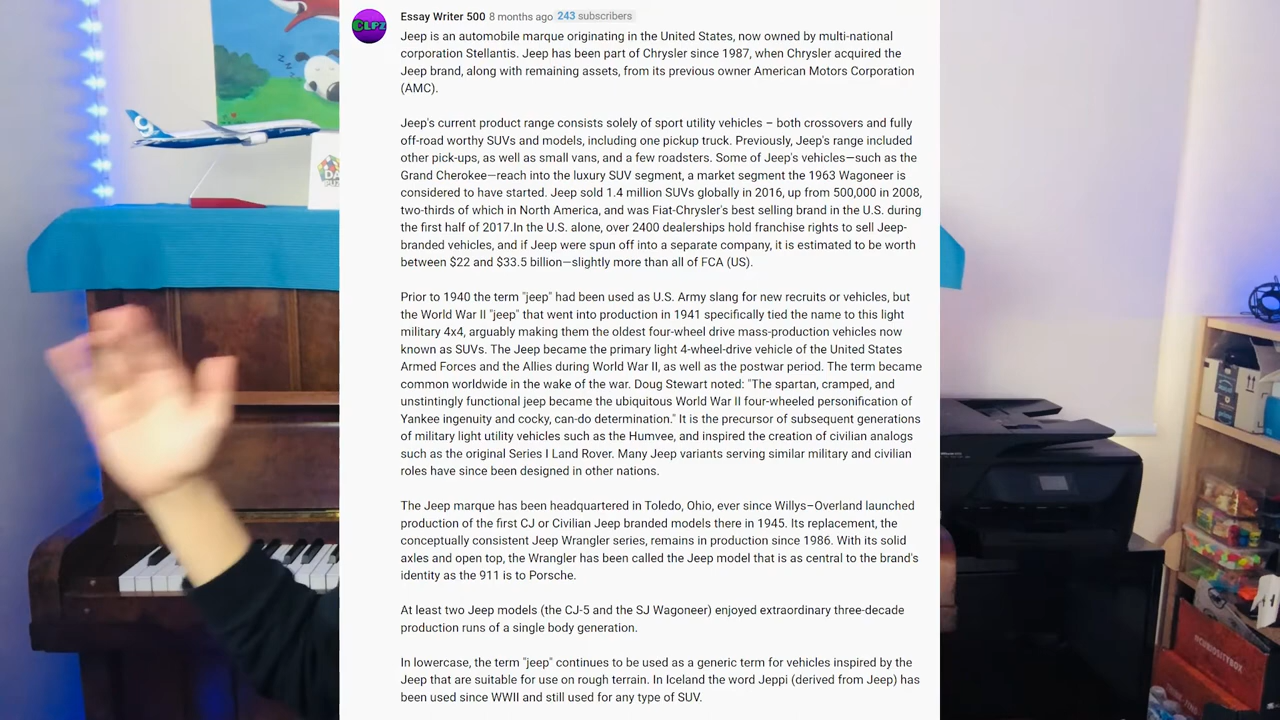 Essay Writer 500 8 months ago 243 subscribers
Jeep is an automobile marque originating in the United States, now owned by multi-national
corporation Stellantis. Jeep has been part of Chrysler since 1987, when Chrysler acquired the
Jeep brand, along with remaining assets, from its previous owner American Motors Corporation
(AMC).
Jeep's current product range consists solely of sport utility vehicles – both crossovers and fully
off-road worthy SUVs and models, including one pickup truck. Previously, Jeep's range included
other pick-ups, as well as small vans, and a few roadsters. Some of Jeep's vehicles—such as the
Grand Cherokee—reach into the luxury SUV segment, a market segment the 1963 Wagoneer is
considered to have started. Jeep sold 1.4 million SUVs globally in 2016, up from 500,000 in 2008,
two-thirds of which in North America, and was Fiat-Chrysler's best selling brand in the U.S. during
the first half of 2017.In the U.S. alone, over 2400 dealerships hold franchise rights to sell Jeep-
branded vehicles, and if Jeep were spun off into a separate company, it is estimated to be worth
between $22 and $33.5 billion—slightly more than all of FCA (US).
Prior to 1940 the term "jeep" had been used as U.S. Army slang for new recruits or vehicles, but
the World War II "jeep" that went into production in 1941 specifically tied the name to this light
military 4x4, arguably making them the oldest four-wheel drive mass-production vehicles now
known as SUVs. The Jeep became the primary light 4-wheel-drive vehicle of the United States
Armed Forces and the Allies during World War II, as well as the postwar period. The term became
common worldwide in the wake of the war. Doug Stewart noted: "The spartan, cramped, and
unstintingly functional jeep became the ubiquitous World War II four-wheeled personification of
Yankee ingenuity and cocky, can-do determination." It is the precursor of subsequent generations
of military light utility vehicles such as the Humvee, and inspired the creation of civilian analogs
such as the original Series I Land Rover. Many Jeep variants serving similar military and civilian
roles have since been designed in other nations.
The Jeep marque has been headquartered in Toledo, Ohio, ever since Willys–Overland launched
production of the first CJ or Civilian Jeep branded models there in 1945. Its replacement, the
conceptually consistent Jeep Wrangler series, remains in production since 1986. With its solid
axles and open top, the Wrangler has been called the Jeep model that is as central to the brand's
identity as the 911 is to Porsche.
At least two Jeep models (the CJ-5 and the SJ Wagoneer) enjoyed extraordinary three-decade
production runs of a single body generation.
In lowercase, the term "jeep" continues to be used as a generic term for vehicles inspired by the
Jeep that are suitable for use on rough terrain. In Iceland the word Jeppi (derived from Jeep) has
been used since WWII and still used for any type of SUV.
CLPZ
9
BOEING